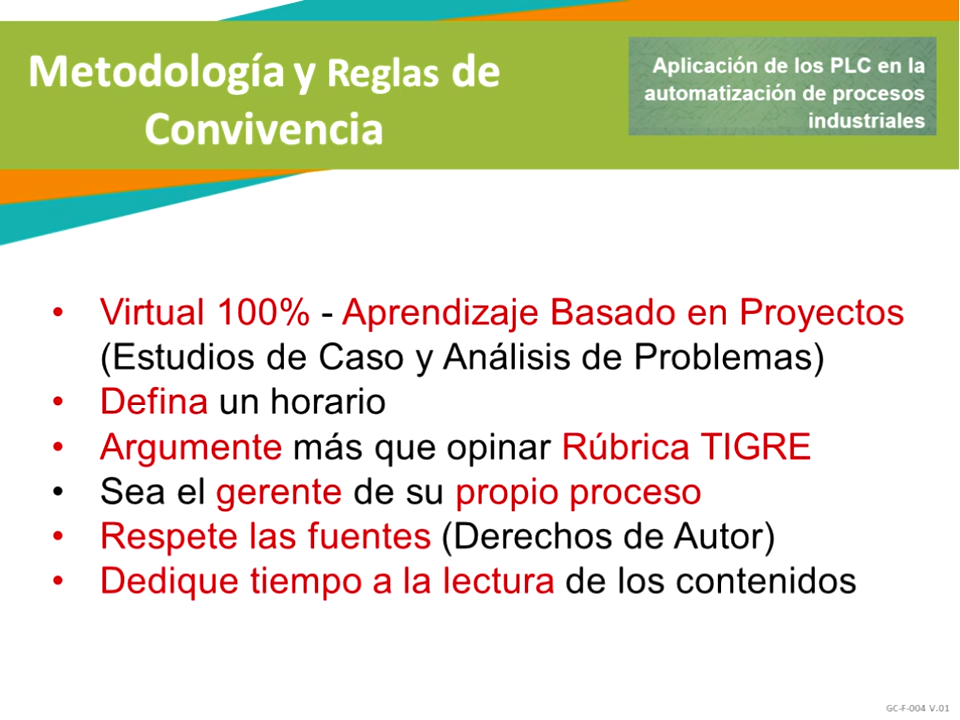 Metodología y Reglas de
Convivencia
Aplicación de los PLC en la
automatización de procesos
industriales
• Virtual 100% - Aprendizaje Basado en Proyectos
(Estudios de Caso y Análisis de Problemas)
• Defina un horario
• Argumente más que opinar Rúbrica TIGRE
• Sea el gerente de su propio proceso
• Respete las fuentes (Derechos de Autor)
• Dedique tiempo a la lectura de los contenidos
GC-F-004 V.01